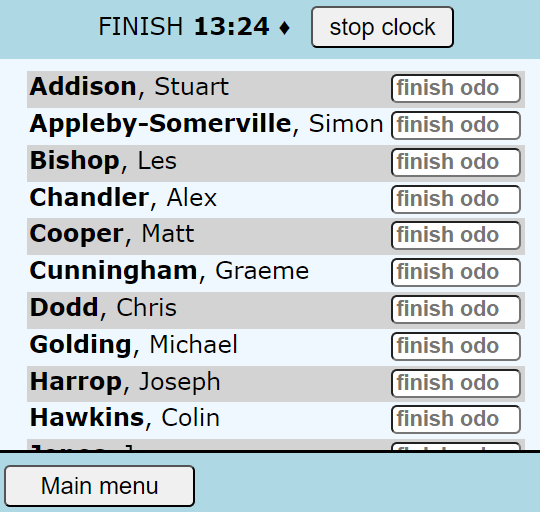 FINISH 13:24 ♦ stop clock
Addison, Stuart finish odo
Appleby-Somerville, Simon finish odo
Bishop, Les finish odo
Chandler, Alex finish odo
Cooper, Matt finish odo
Cunningham, Graeme finish odo
Dodd, Chris finish odo
Golding, Michael finish odo
Harrop, Joseph finish odo
Hawkins, Colin finish odo
Main menu